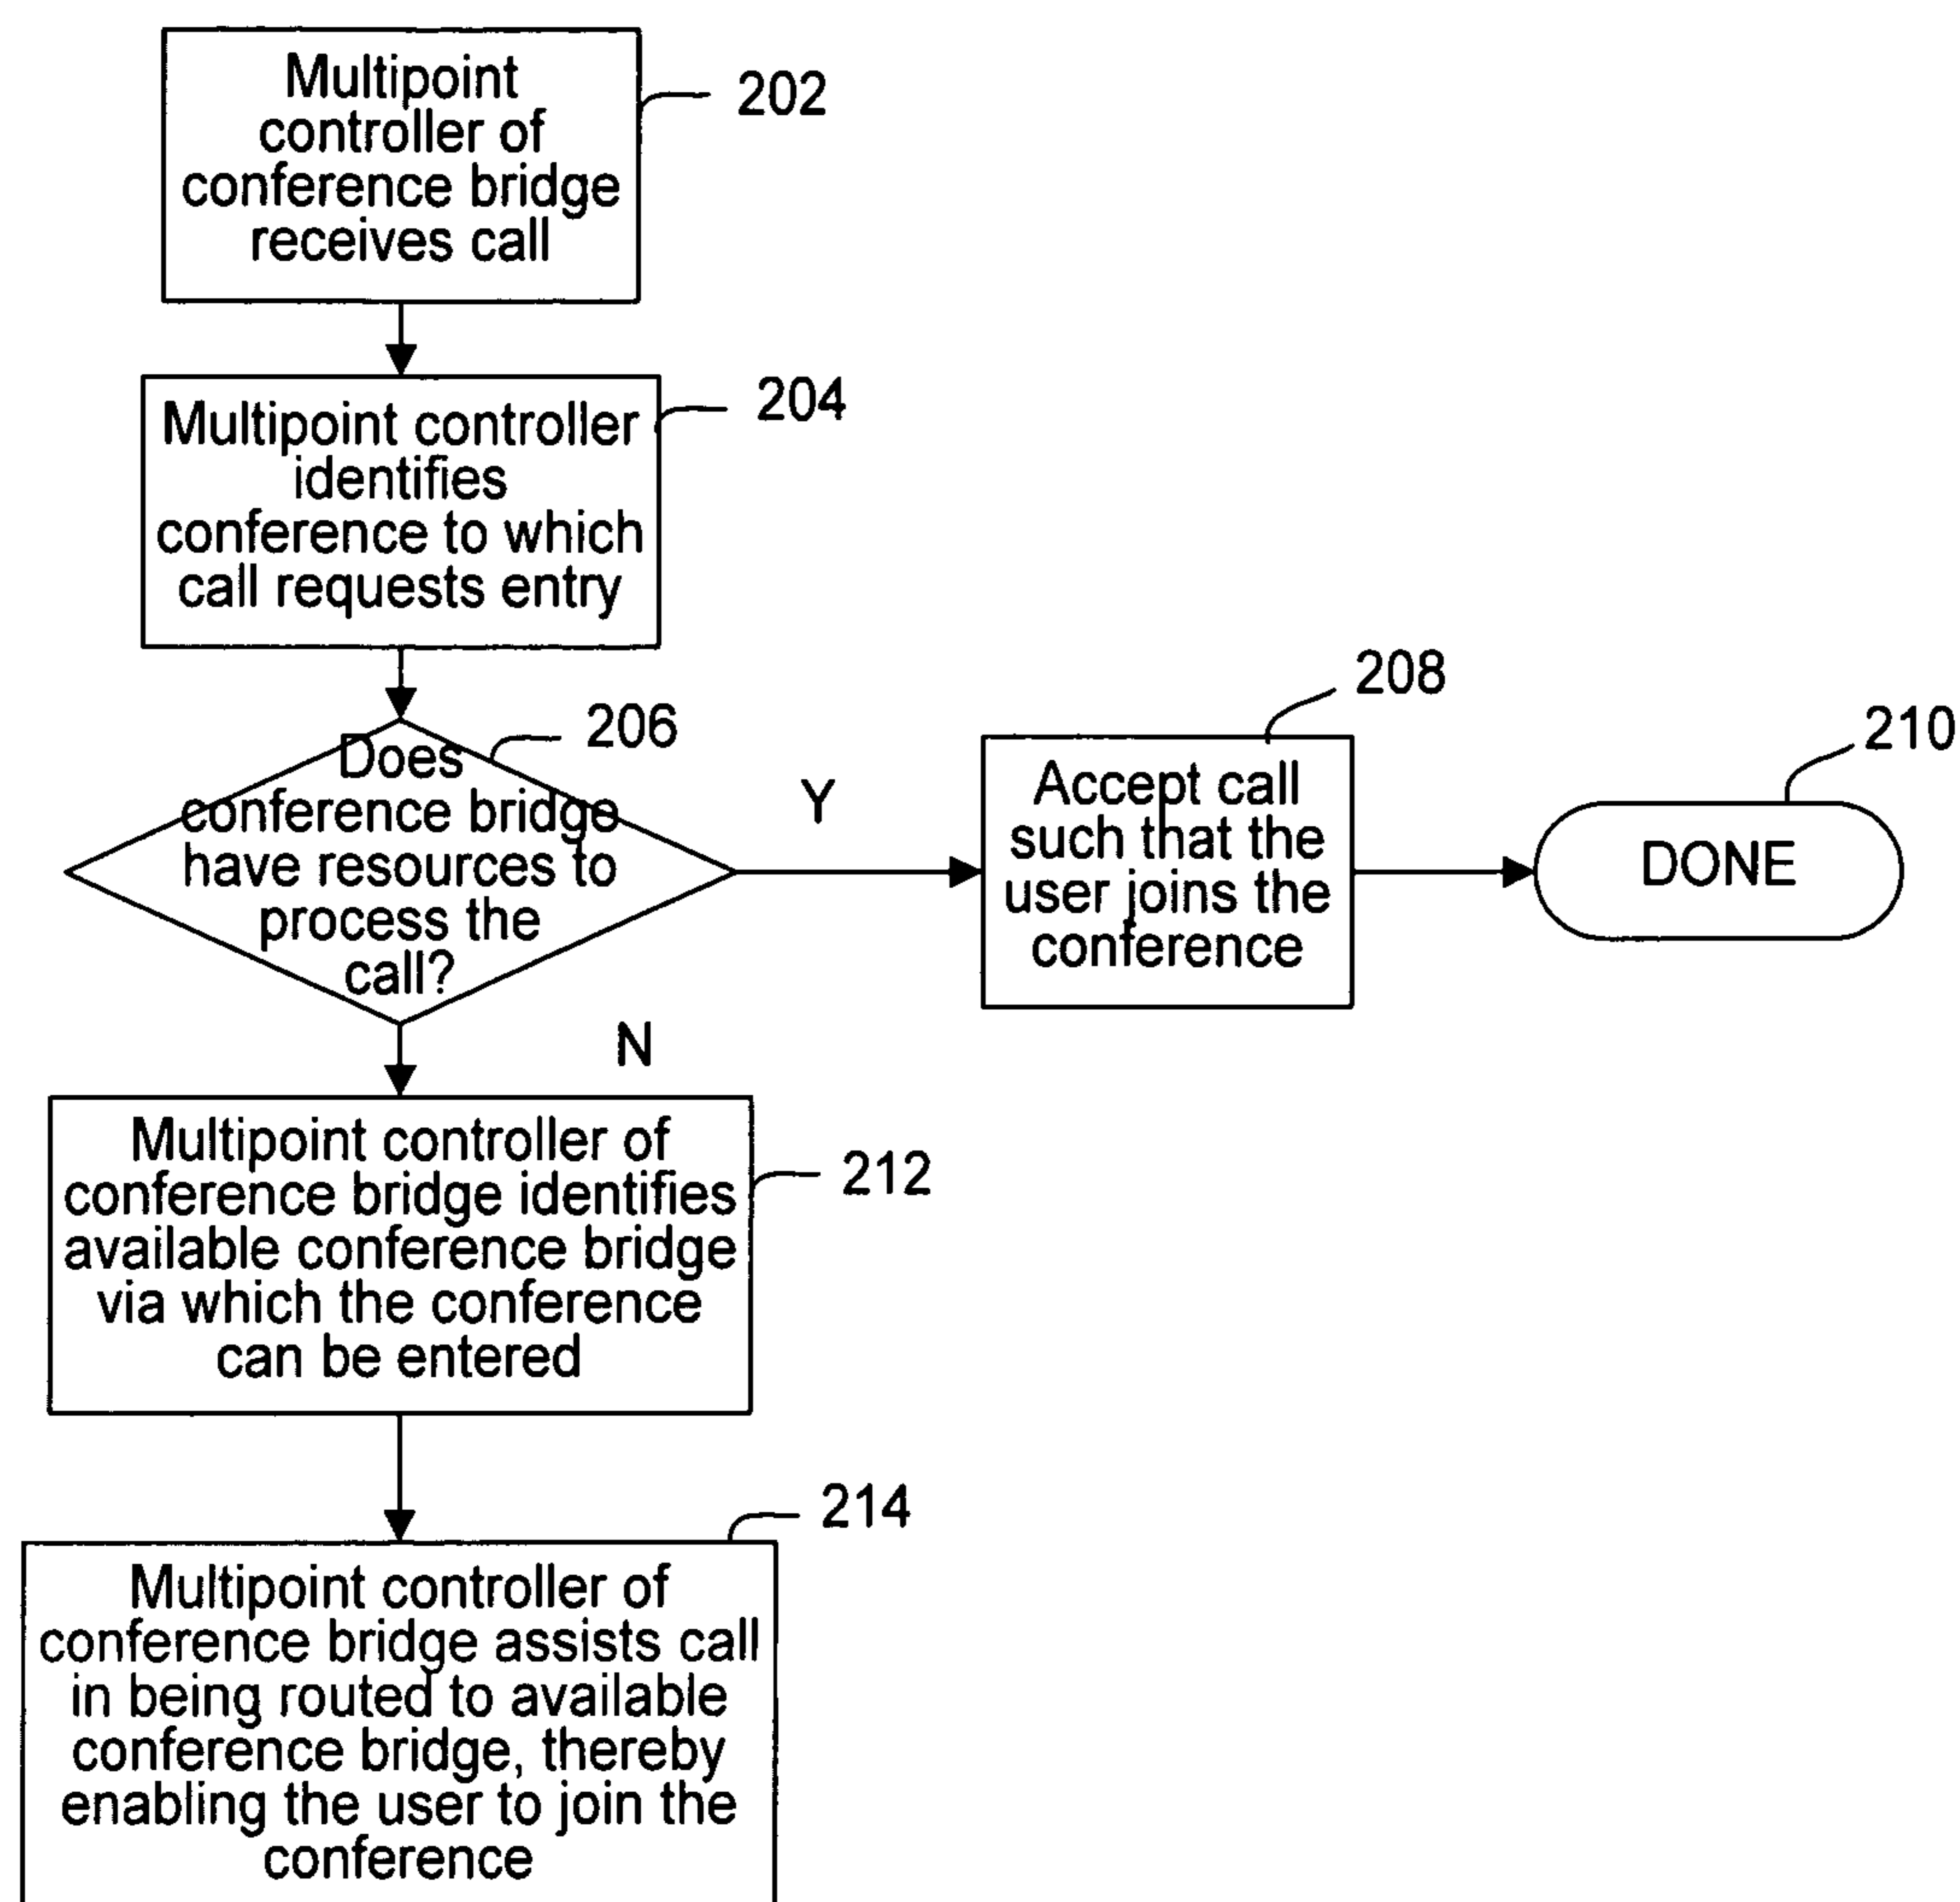 Multipoint
controller of
conference bridge
receives call
202
Multipoint controller
identifies
conference to which
call requests entry
204
Does
conference bridge
have resources to
process the
call?
206
Y
N
Accept call
such that the
user joins the
conference
208
DONE
210
Multipoint controller of
conference bridge identifies
available conference bridge
via which the conference
can be entered
212
Multipoint controller of
conference bridge assists call
in being routed to available
conference bridge, thereby
enabling the user to join the
conference
214